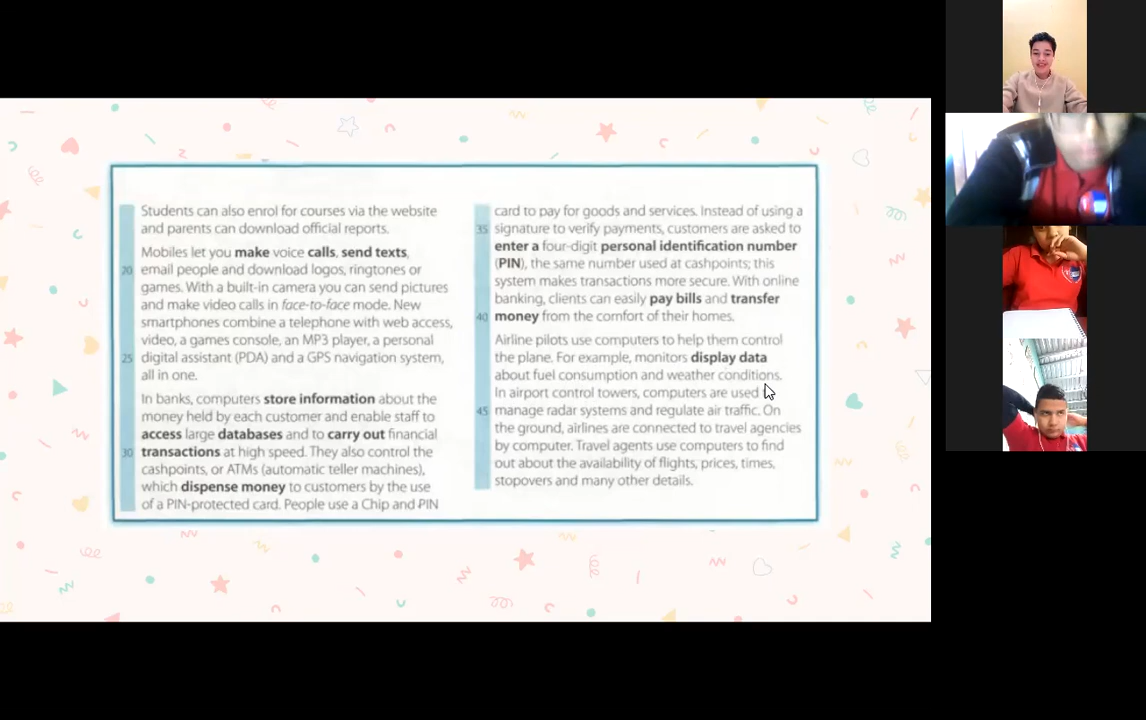 Students can also enrol for courses via the website
and parents can download official reports.
Mobiles let you make voice calls, send texts,
20 email people and download logos, ringtones or
games. With a built-in camera you can send pictures
and make video calls in face-to-face mode. New
smartphones combine a telephone with web access,
video, a games console, an MP3 player, a personal
25 digital assistant (PDA) and a GPS navigation system,
all in one.
In banks, computers store information about the
money held by each customer and enable staff to
access large databases and to carry out financial
30 transactions at high speed. They also control the
cashpoints, or ATMs (automatic teller machines),
which dispense money to customers by the use
of a PIN-protected card. People use a Chip and PIN
card to pay for goods and services. Instead of using a
35 signature to verify payments, customers are asked to
enter a four-digit personal identification number
(PIN), the same number used at cashpoints; this
system makes transactions more secure. With online
banking, clients can easily pay bills and transfer
40 money from the comfort of their homes.
Airline pilots use computers to help them control
the plane. For example, monitors display data
about fuel consumption and weather conditions.
In airport control towers, computers are used
45 manage radar systems and regulate air traffic. On
the ground, airlines are connected to travel agencies
by computer. Travel agents use computers to find
out about the availability of flights, prices, times,
stopovers and many other details.